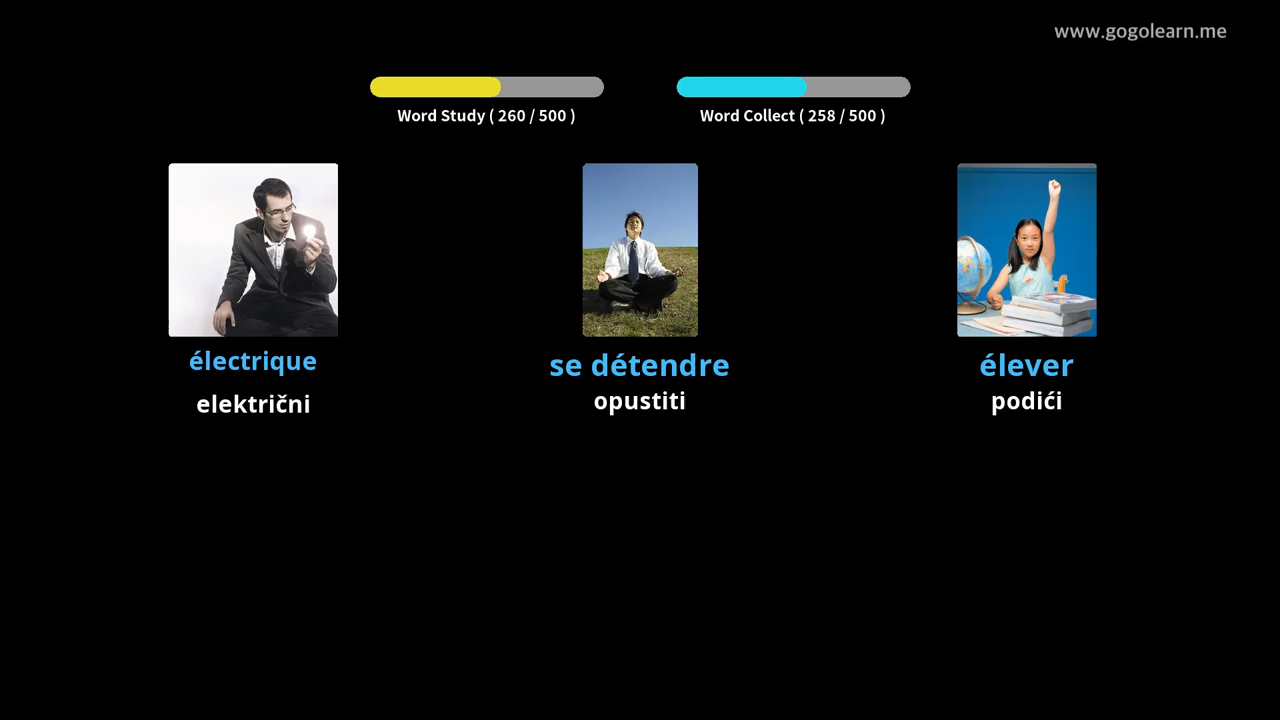 www.gogolearn.me
Word Study ( 260 / 500 )
Word Collect ( 258 / 500 )
électrique
se détendre
élever
električni
opustiti
podići